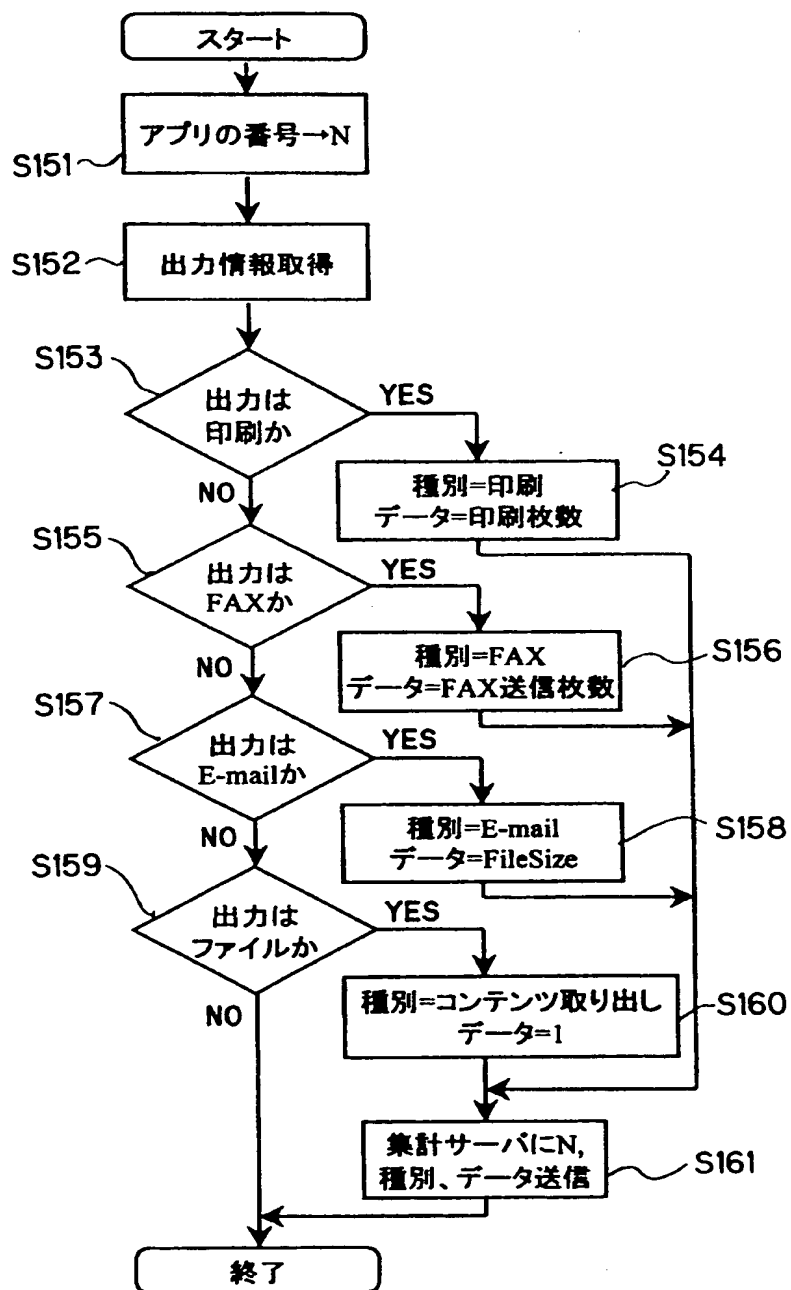 スタート
アプリの番号→N
S151
S152
出力情報取得
S153
出力は
印刷か
YES
NO
S154
種別=印刷
データ=印刷枚数
S155
出力は
FAXか
YES
NO
S156
種別=FAX
データ=FAX送信枚数
S157
出力は
E-mailか
YES
NO
S158
種別=E-mail
データ=FileSize
S159
出力は
ファイルか
YES
NO
S160
種別=コンテンツ取り出し
データ=1
集計サーバにN,
種別、データ送信
S161
終了